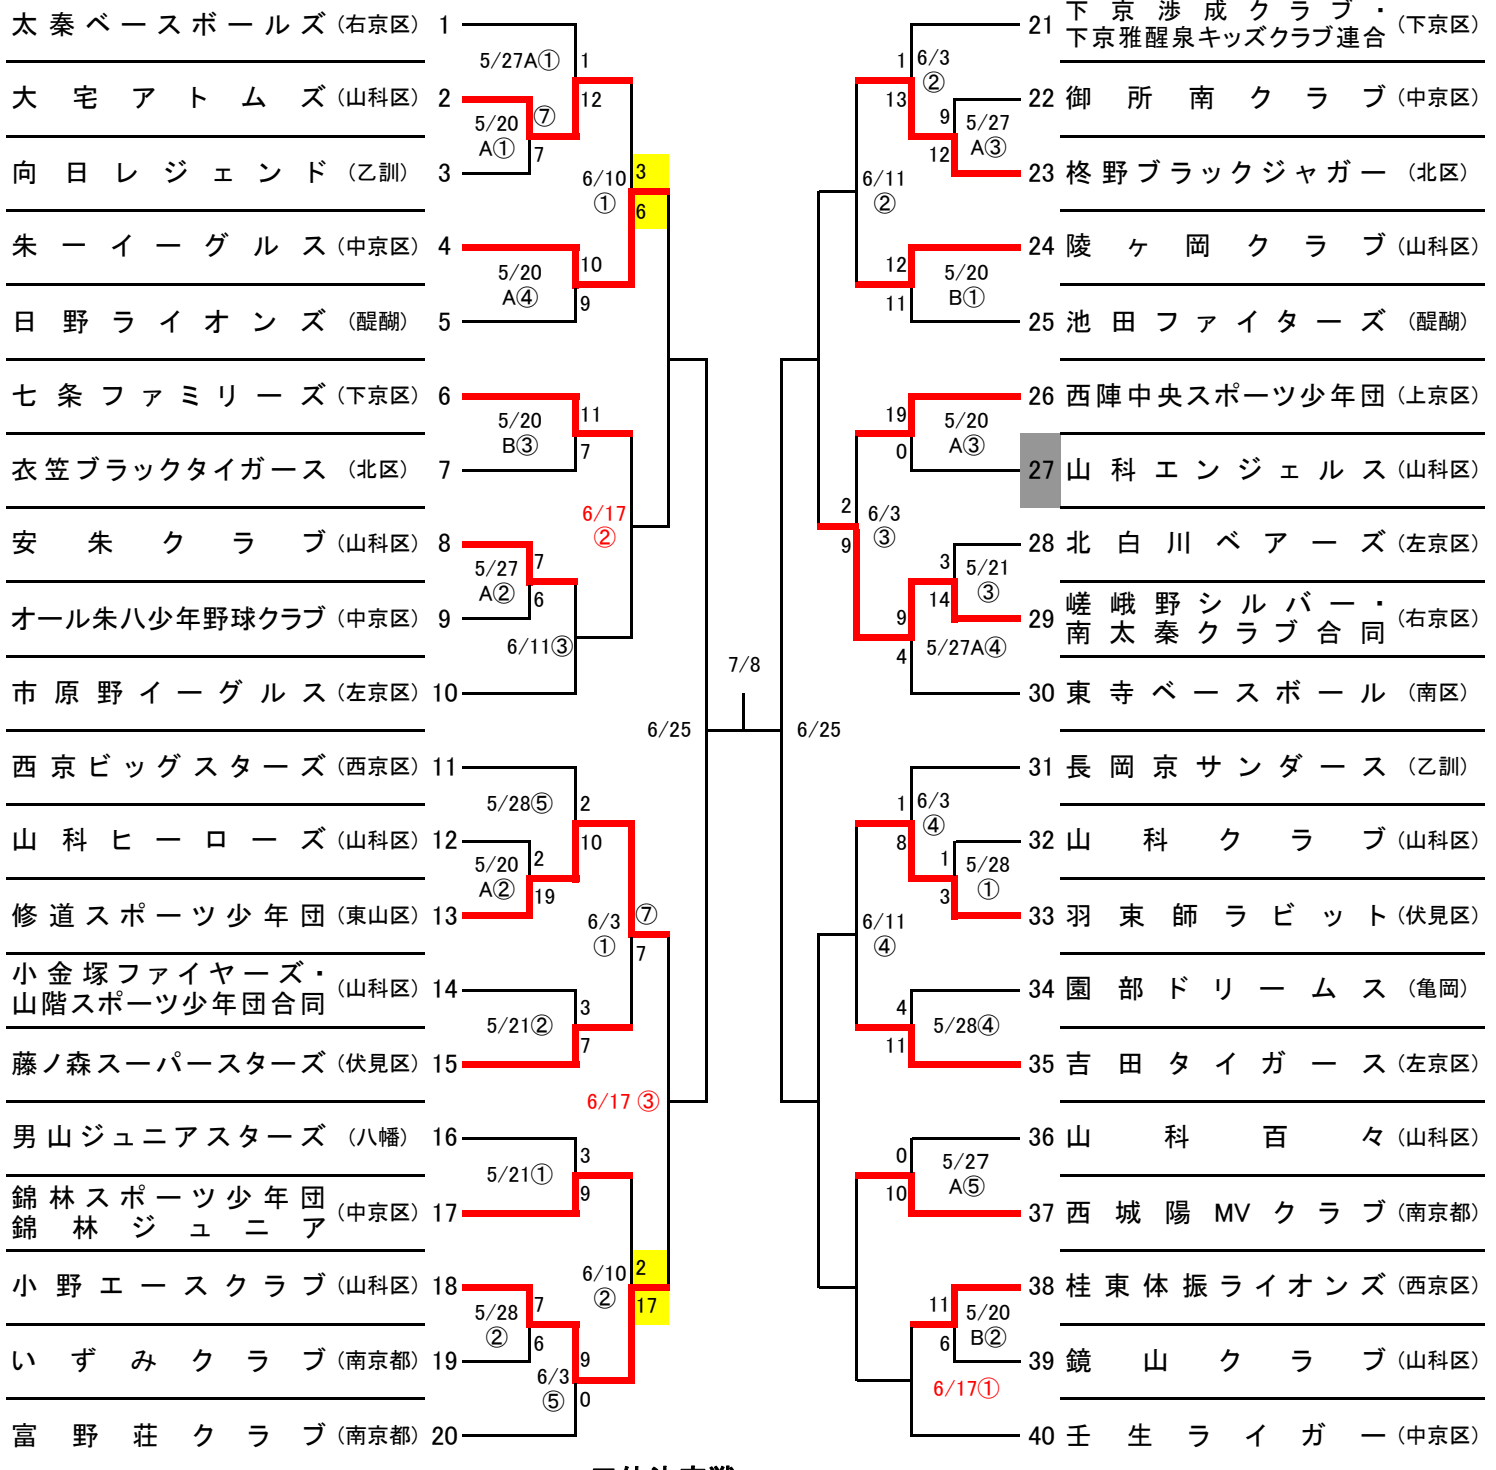 太秦ベースボールズ (右京区) 1
5/27A① 1
大宅アトムズ (山科区) 2
⑦ 12
5/20
A① 7
向日レジェンド (乙訓) 3
6/10 3
① 6
朱一イーグルス (中京区) 4
5/20 10
A④ 9
日野ライオンズ (醍醐) 5
七条ファミリーズ (下京区) 6
5/20 11
B③ 7
衣笠ブラックタイガース (北区) 7
6/17
②
安朱クラブ (山科区) 8
5/27 7
A② 6
オール朱八少年野球クラブ (中京区) 9
6/11③
市原野イーグルス (左京区) 10
6/25
西京ビッグスターズ (西京区) 11
5/28⑤ 2
山科ヒーローズ (山科区) 12
10
5/20 2
A② 19
修道スポーツ少年団 (東山区) 13
6/3 ⑦
① 7
小金塚ファイヤーズ・
山階スポーツ少年団合同 (山科区) 14
5/21② 3
7
藤ノ森スーパースターズ (伏見区) 15
6/17 ③
男山ジュニアスターズ (八幡) 16
5/21① 3
9
錦林スポーツ少年団
錦林ジュニア (中京区) 17
6/10 2
② 17
小野エースクラブ (山科区) 18
5/28 7
② 6
いずみクラブ (南京都) 19
6/3 9
⑤ 0
富野荘クラブ (南京都) 20
7/8
21 下京渉成クラブ・
下京雅醒泉キッズクラブ連合 (下京区)
1 6/3
13 ②
22 御所南クラブ (中京区)
9 5/27
12 A③
23 柊野ブラックジャガー (北区)
6/11
②
24 陵ヶ岡クラブ (山科区)
12 5/20
11 B①
25 池田ファイターズ (醍醐)
26 西陣中央スポーツ少年団 (上京区)
19 5/20
0 A③
27 山科エンジェルス (山科区)
2 6/3
9 ③
28 北白川ベアーズ (左京区)
3 5/21
14 ③
29 嵯峨野シルバー・
南太秦クラブ合同 (右京区)
9
4 5/27A④
30 東寺ベースボール (南区)
6/25
31 長岡京サンダース (乙訓)
1 6/3
8 ④
32 山科クラブ (山科区)
1 5/28
3 ①
33 羽束師ラビット (伏見区)
6/11
④
34 園部ドリームス (亀岡)
4 5/28④
11
35 吉田タイガース (左京区)
36 山科百々 (山科区)
0 5/27
10 A⑤
37 西城陽MVクラブ (南京都)
38 桂東体振ライオンズ (西京区)
11 5/20
6 B②
39 鏡山クラブ (山科区)
6/17①
40 壬生ライガー (中京区)